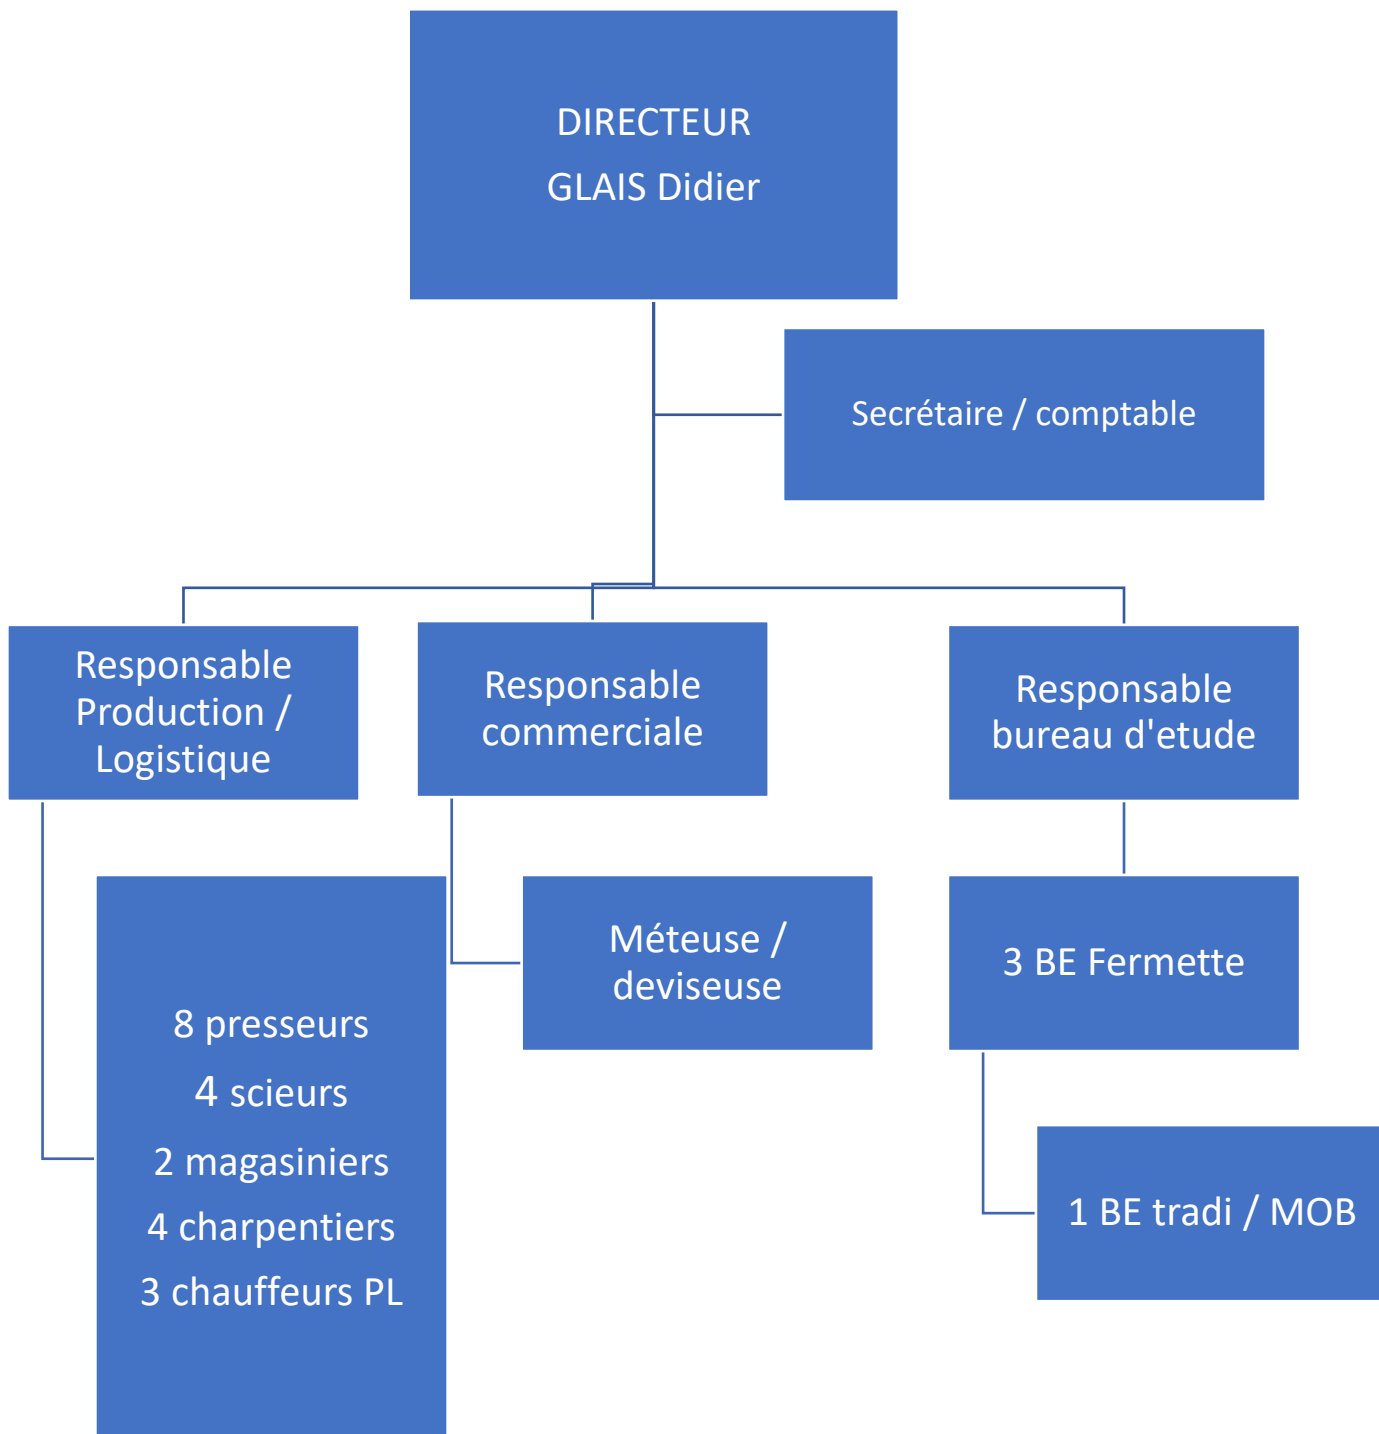 DIRECTEUR
GLAIS Didier
Secrétaire / comptable
Responsable
Production /
Logistique
Responsable
commerciale
Responsable
bureau d'etude
8 presseurs
4 scieurs
2 magasiniers
4 charpentiers
3 chauffeurs PL
Méteuse /
deviseuse
3 BE Fermette
1 BE tradi / MOB